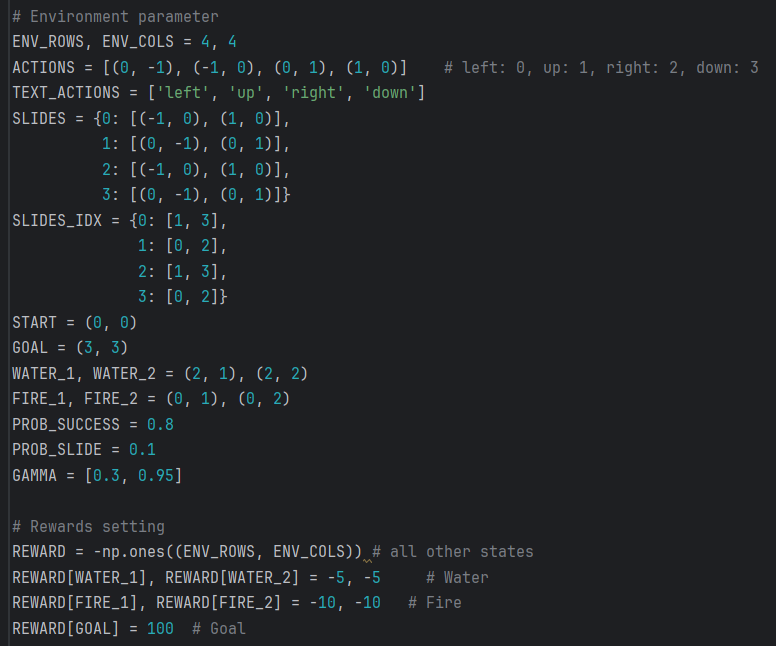 # Environment parameter
ENV_ROWS, ENV_COLS = 4, 4
ACTIONS = [(0, -1), (-1, 0), (0, 1), (1, 0)]    # left: 0, up: 1, right: 2, down: 3
TEXT_ACTIONS = ['left', 'up', 'right', 'down']
SLIDES = {0: [(-1, 0), (1, 0)],
          1: [(0, -1), (0, 1)],
          2: [(-1, 0), (1, 0)],
          3: [(0, -1), (0, 1)]}
SLIDES_IDX = {0: [1, 3],
              1: [0, 2],
              2: [1, 3],
              3: [0, 2]}
START = (0, 0)
GOAL = (3, 3)
WATER_1, WATER_2 = (2, 1), (2, 2)
FIRE_1, FIRE_2 = (0, 1), (0, 2)
PROB_SUCCESS = 0.8
PROB_SLIDE = 0.1
GAMMA = [0.3, 0.95]

# Rewards setting
REWARD = -np.ones((ENV_ROWS, ENV_COLS)) # all other states
REWARD[WATER_1], REWARD[WATER_2] = -5, -5     # Water
REWARD[FIRE_1], REWARD[FIRE_2] = -10, -10   # Fire
REWARD[GOAL] = 100  # Goal